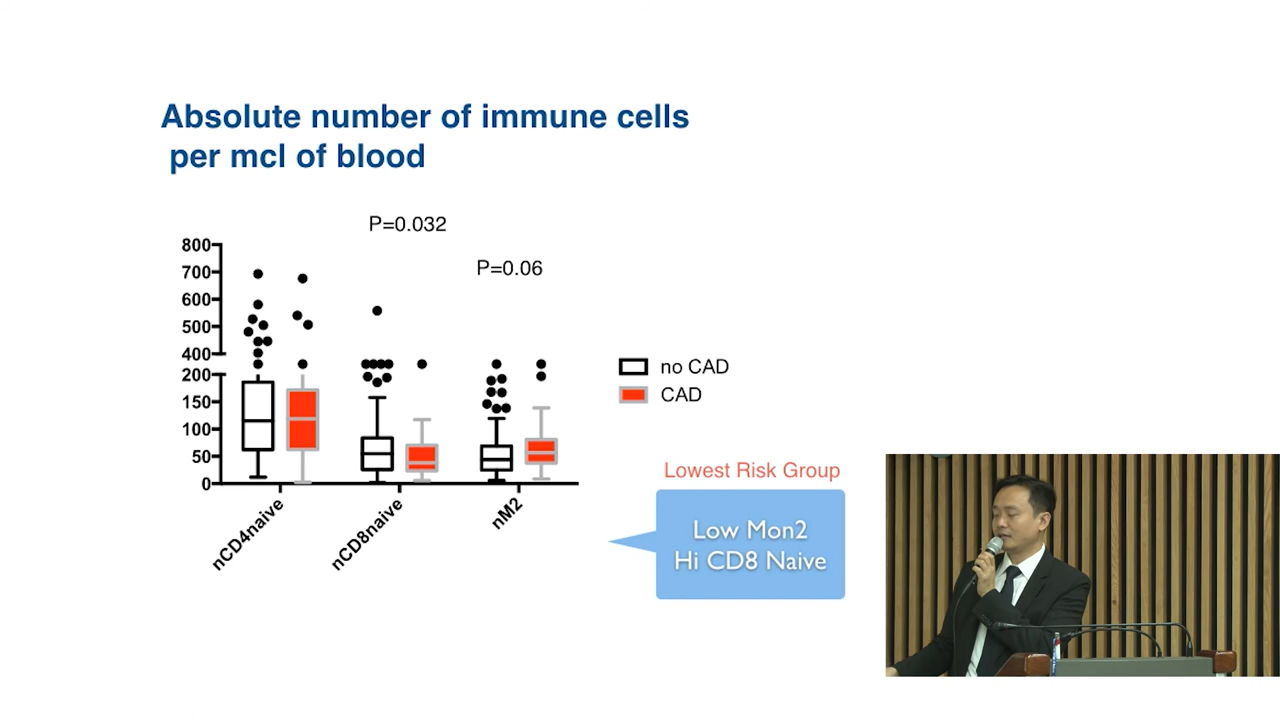 Absolute number of immune cells
per mcl of blood
P=0.032
P=0.06
800
700
600
500
400
200
150
100
50
0
nCD4naive
nCD8naive
nM2
no CAD
CAD
Lowest Risk Group
Low Mon2
Hi CD8 Naive